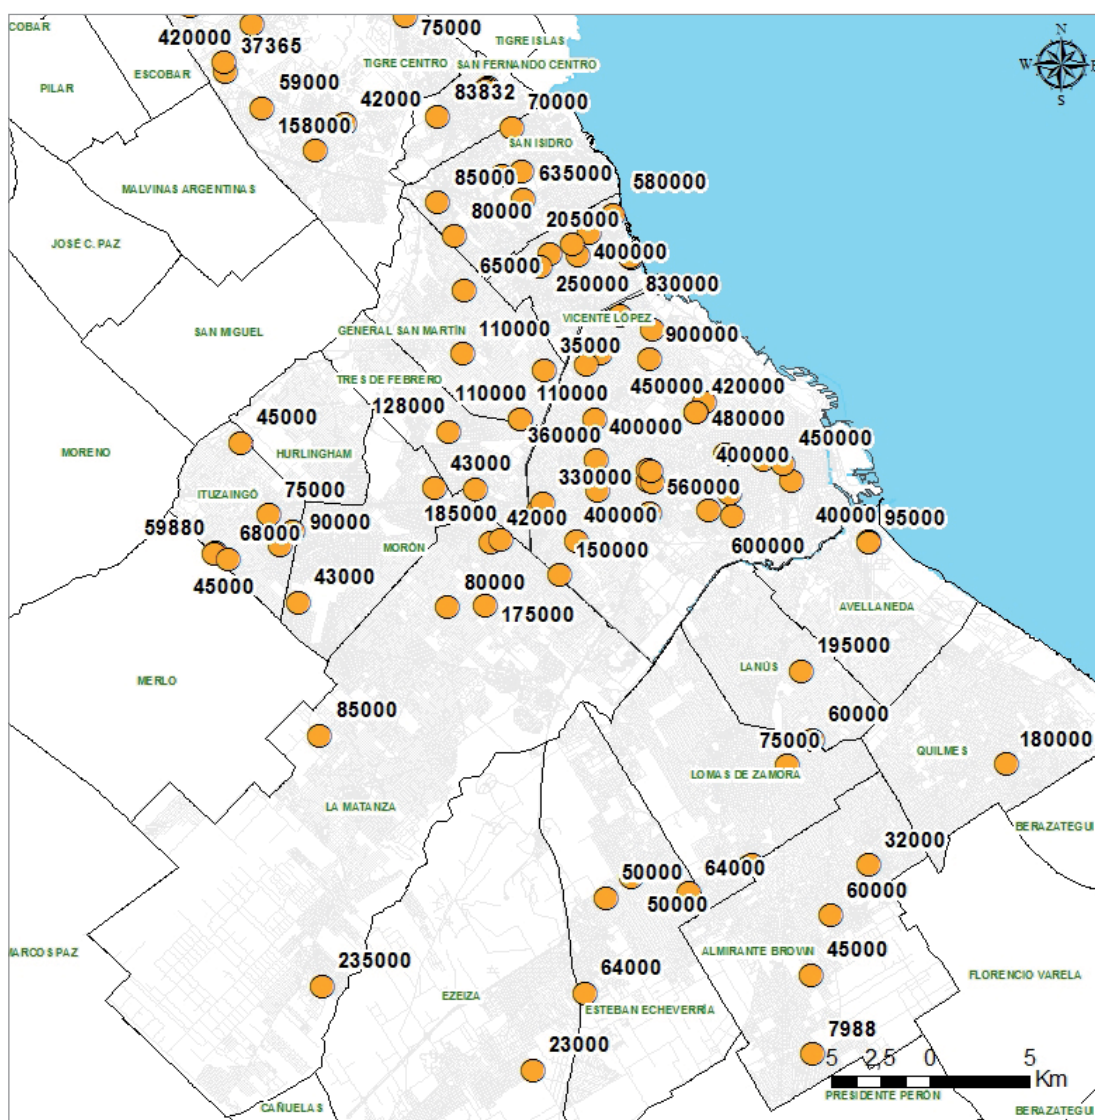 COBAR
420000
37365
75000
TIGRE ISLAS
N
ESCOBAR
TIGRE CENTRO
SAN FERNANDO CENTRO
W
E
PILAR
59000
42000
83832
70000
S
158000
SAN ISIDRO
MALVINAS ARGENTINAS
85000
635000
580000
80000
205000
JOSÉ C. PAZ
65000
400000
250000
830000
SAN MIGUEL
GENERAL SAN MARTÍN
110000
VICENTE LÓPEZ
35000
900000
TRES DE FEBRERO
110000
110000
450000
420000
128000
45000
400000
480000
MORENO
HURLINGHAM
360000
450000
43000
400000
ITUZAINGÓ
75000
330000
560000
59880
68000
90000
185000
42000
400000
400000
95000
MORÓN
150000
600000
45000
43000
80000
175000
AVELLANEDA
MERLO
LANÚS
195000
85000
60000
75000
QUILMES
180000
LOMAS DE ZAMORA
LA MATANZA
BERAZATEGUI
32000
50000
64000
50000
60000
MARCOS PAZ
ALMIRANTE BROWN
45000
235000
64000
FLORENCIO VARELA
EZEIZA
ESTEBAN ECHEVERRÍA
23000
7988
5 2,5 0 5
Km
PRESIDENTE PERÓN
CAÑUELAS
BERAZATEGUI